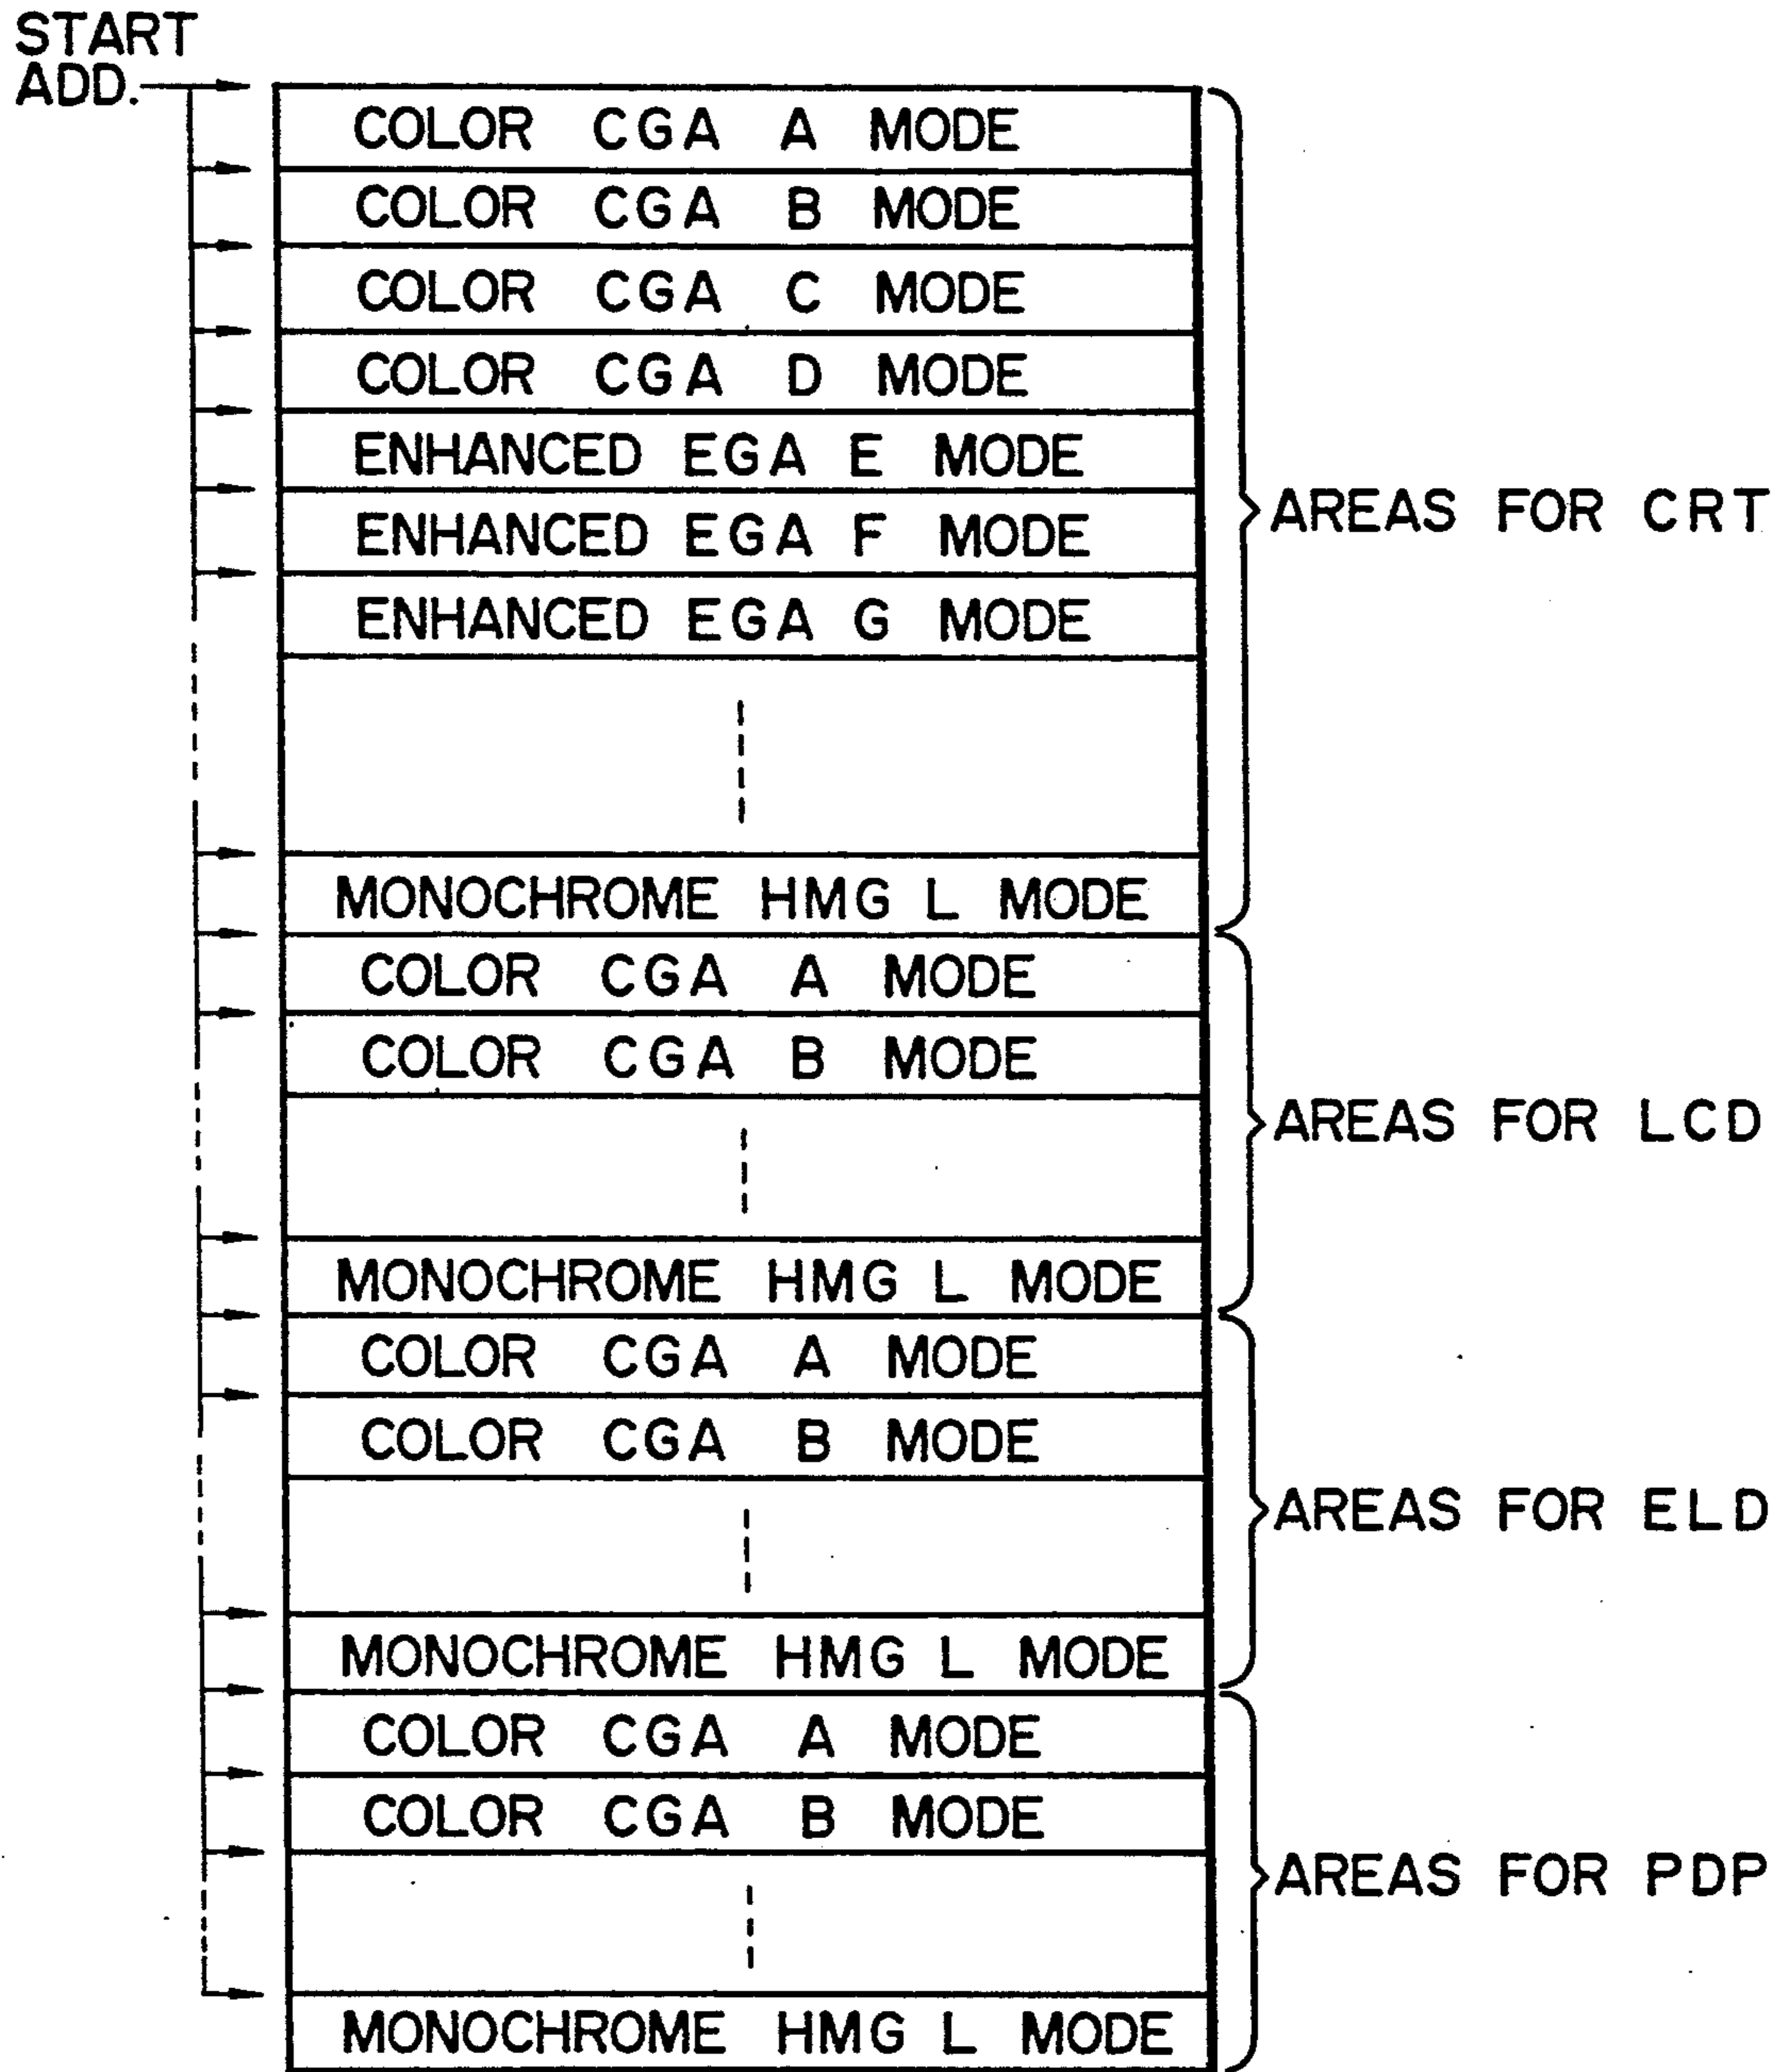 START
ADD.
COLOR CGA A MODE
COLOR CGA B MODE
COLOR CGA C MODE
COLOR CGA D MODE
ENHANCED EGA E MODE
ENHANCED EGA F MODE
AREAS FOR CRT
ENHANCED EGA G MODE
MONOCHROME HMG L MODE
COLOR CGA A MODE
COLOR CGA B MODE
AREAS FOR LCD
MONOCHROME HMG L MODE
COLOR CGA A MODE
COLOR CGA B MODE
AREAS FOR ELD
MONOCHROME HMG L MODE
COLOR CGA A MODE
COLOR CGA B MODE
AREAS FOR PDP
MONOCHROME HMG L MODE